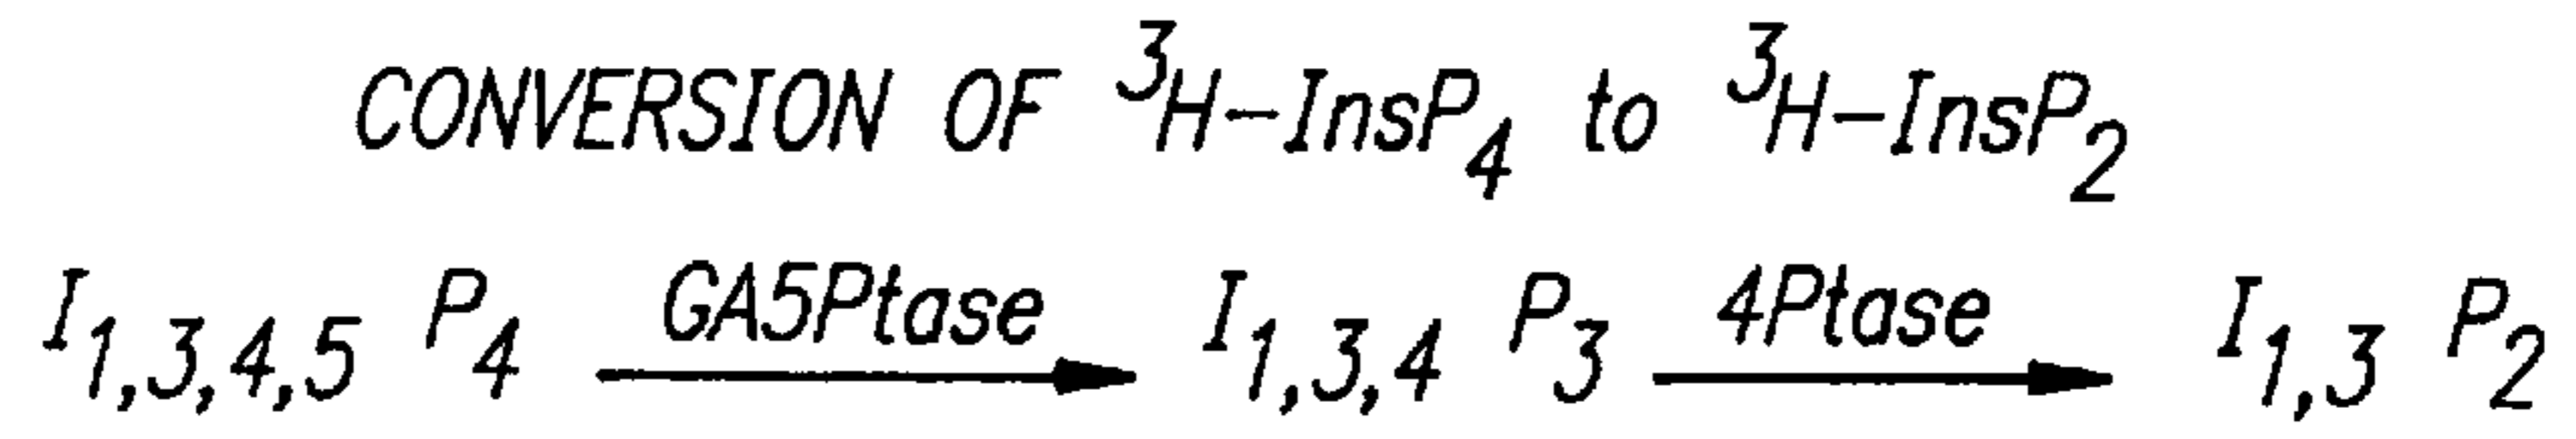 CONVERSION OF ³H-InsP₄ to ³H-InsP₂
I₁,₃,₄,₅ P₄ GA5Ptase I₁,₃,₄ P₃ 4Ptase I₁,₃ P₂